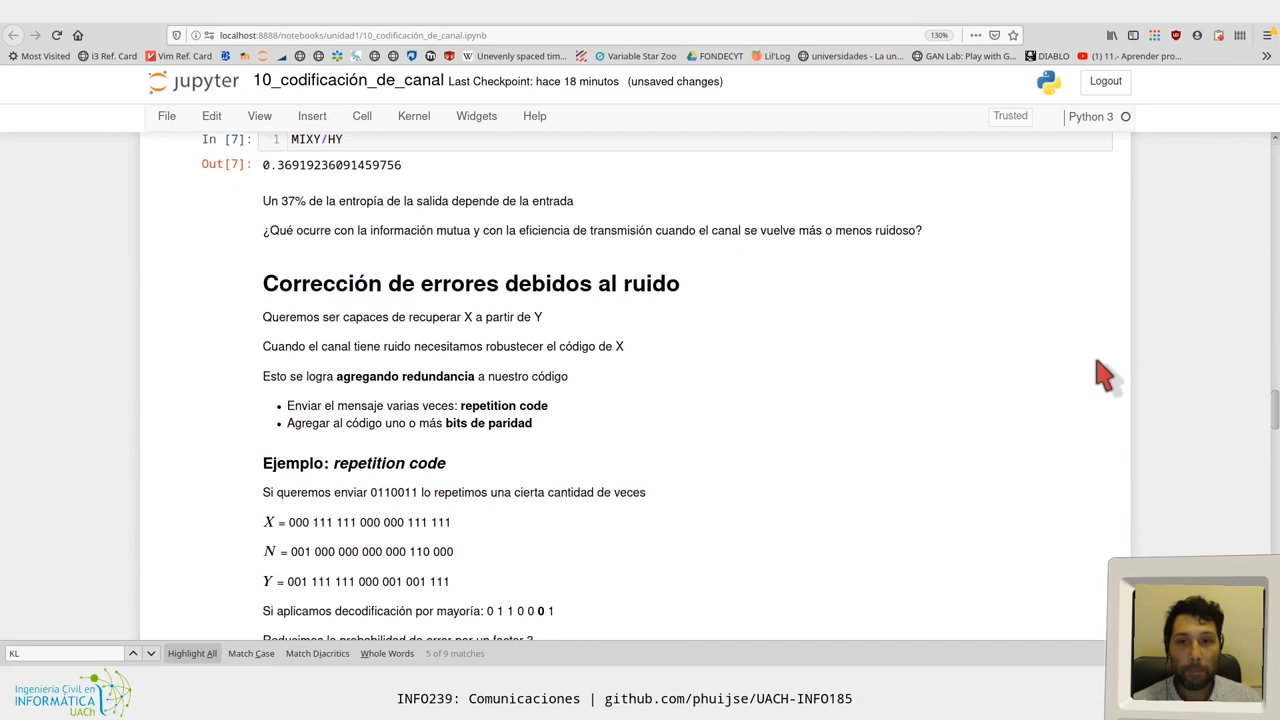 localhost:8888/notebooks/unidad1/10_codificación_de_canal.ipynb
130%
Most Visited i3 Ref. Card Vim Ref. Card Unevenly spaced tim... Variable Star Zoo FONDECYT Lil'Log universidades - La un... GAN Lab: Play with G... DIABLO (1) 11.- Aprender pro...
jupyter 10_codificación_de_canal Last Checkpoint: hace 18 minutos (unsaved changes) Logout
File Edit View Insert Cell Kernel Widgets Help Trusted Python 3
In [7]: 1 MIXY/HY
Out[7]: 0.36919236091459756
Un 37% de la entropía de la salida depende de la entrada
¿Qué ocurre con la información mutua y con la eficiencia de transmisión cuando el canal se vuelve más o menos ruidoso?
Corrección de errores debidos al ruido
Queremos ser capaces de recuperar X a partir de Y
Cuando el canal tiene ruido necesitamos robustecer el código de X
Esto se logra agregando redundancia a nuestro código
• Enviar el mensaje varias veces: repetition code
• Agregar al código uno o más bits de paridad
Ejemplo: repetition code
Si queremos enviar 0110011 lo repetimos una cierta cantidad de veces
X = 000 111 111 000 000 111 111
N = 001 000 000 000 000 110 000
Y = 001 111 111 000 001 001 111
Si aplicamos decodificación por mayoría: 0 1 1 0 0 0 1
Reducimos la probabilidad de error por un factor 3
KL Highlight All Match Case Match Diacritics Whole Words 5 of 9 matches
Ingeniería Civil en
INFORMÁTICA
UACh
INFO239: Comunicaciones | github.com/phuijse/UACH-INFO185